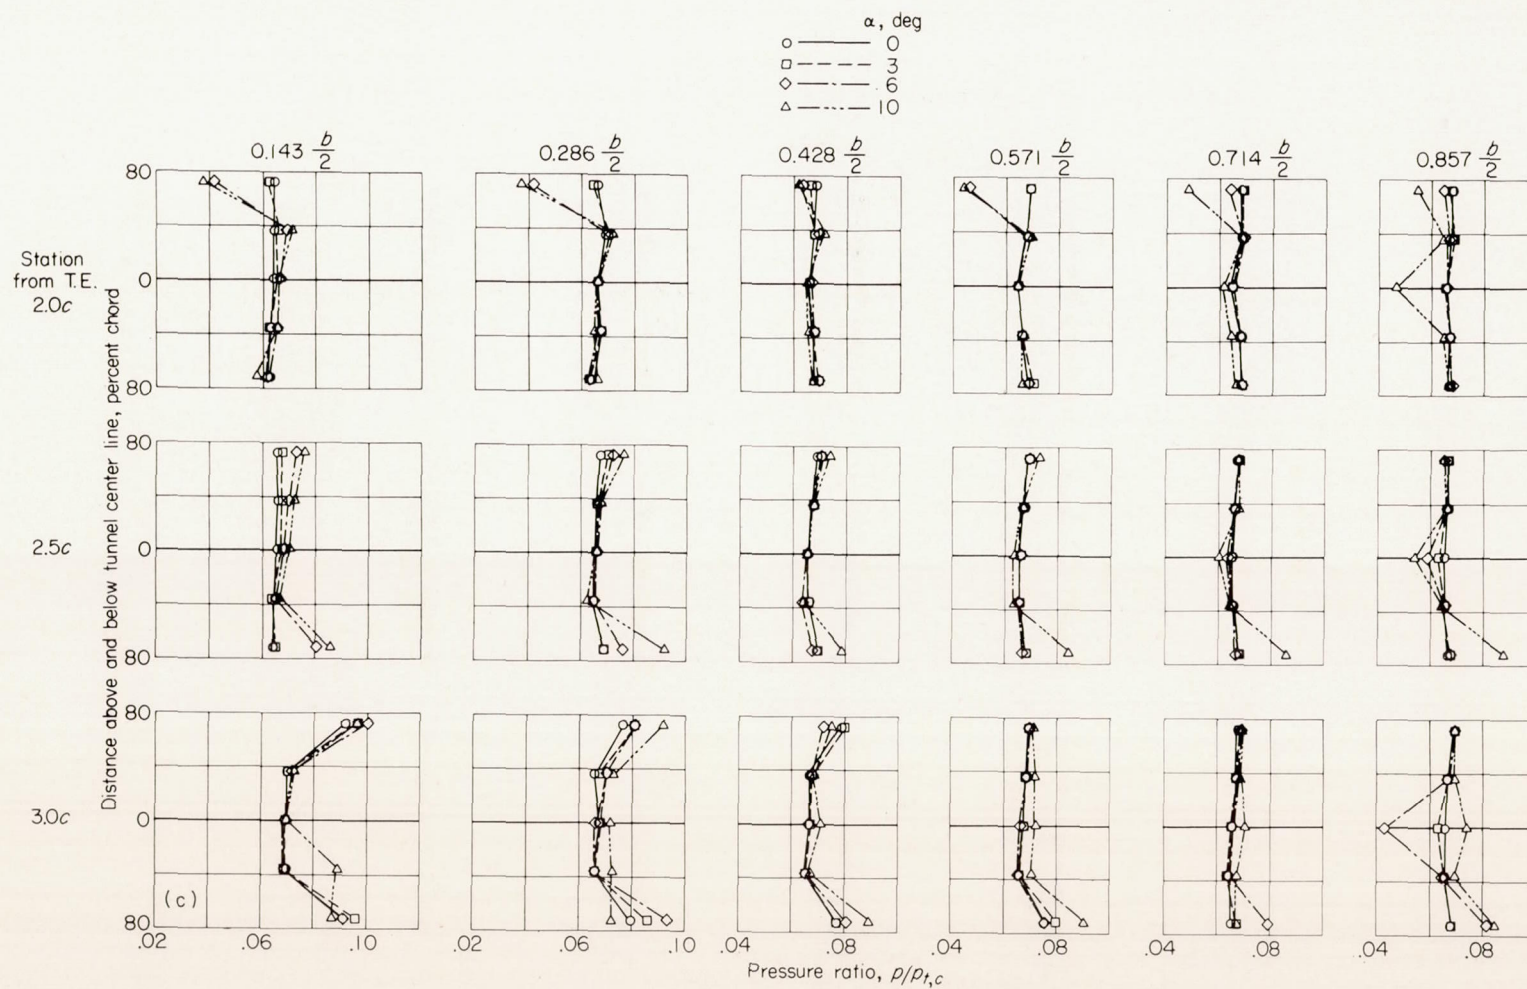 α, deg
0
3
6
10
0.143 b/2
0.286 b/2
0.428 b/2
0.571 b/2
0.714 b/2
0.857 b/2
Station
from T.E.
2.0c
2.5c
3.0c
Distance above and below tunnel center line, percent chord
80
0
80
80
0
80
80
0
80
(c)
.02 .06 .10
.02 .06 .10
.04 .08
.04 .08
.04 .08
.04 .08
Pressure ratio, p/pt,c